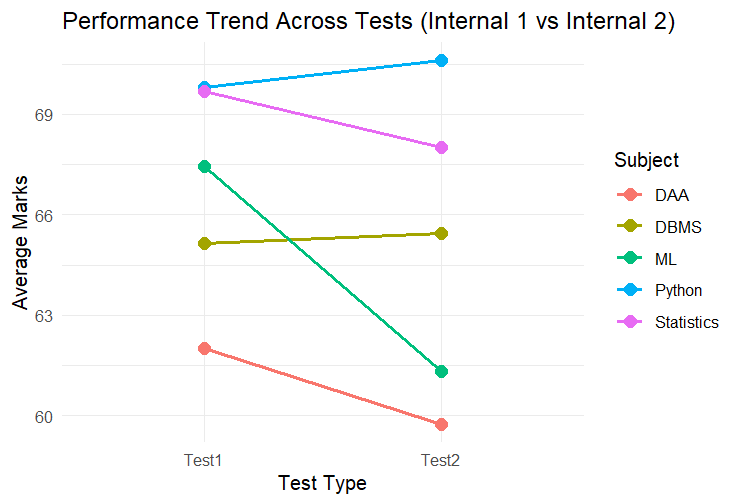 Performance Trend Across Tests (Internal 1 vs Internal 2)
Average Marks
69
66
63
60
Test1
Test2
Test Type
Subject
DAA
DBMS
ML
Python
Statistics